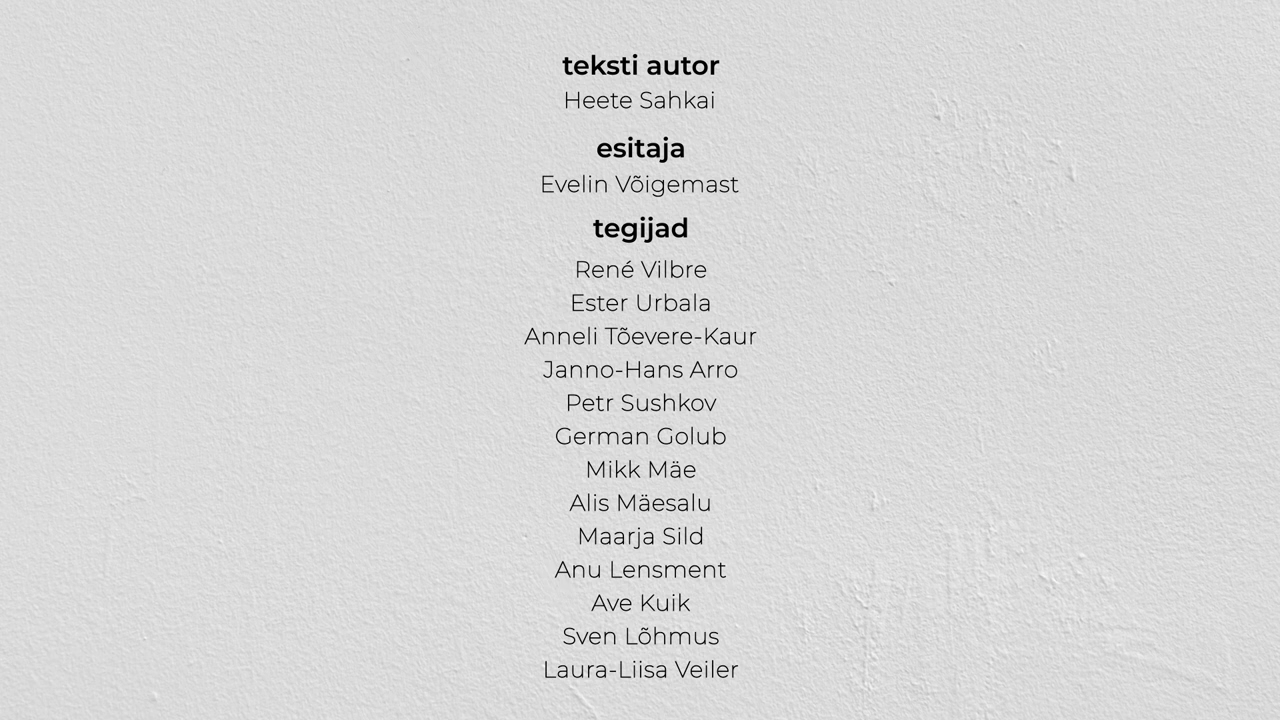 teksti autor
Heete Sahkai
esitaja
Evelin Võigemast
tegijad
René Vilbre
Ester Urbala
Anneli Tõevere-Kaur
Janno-Hans Arro
Petr Sushkov
German Golub
Mikk Mäe
Alis Mäesalu
Maarja Sild
Anu Lensment
Ave Kuik
Sven Lõhmus
Laura-Liisa Veiler